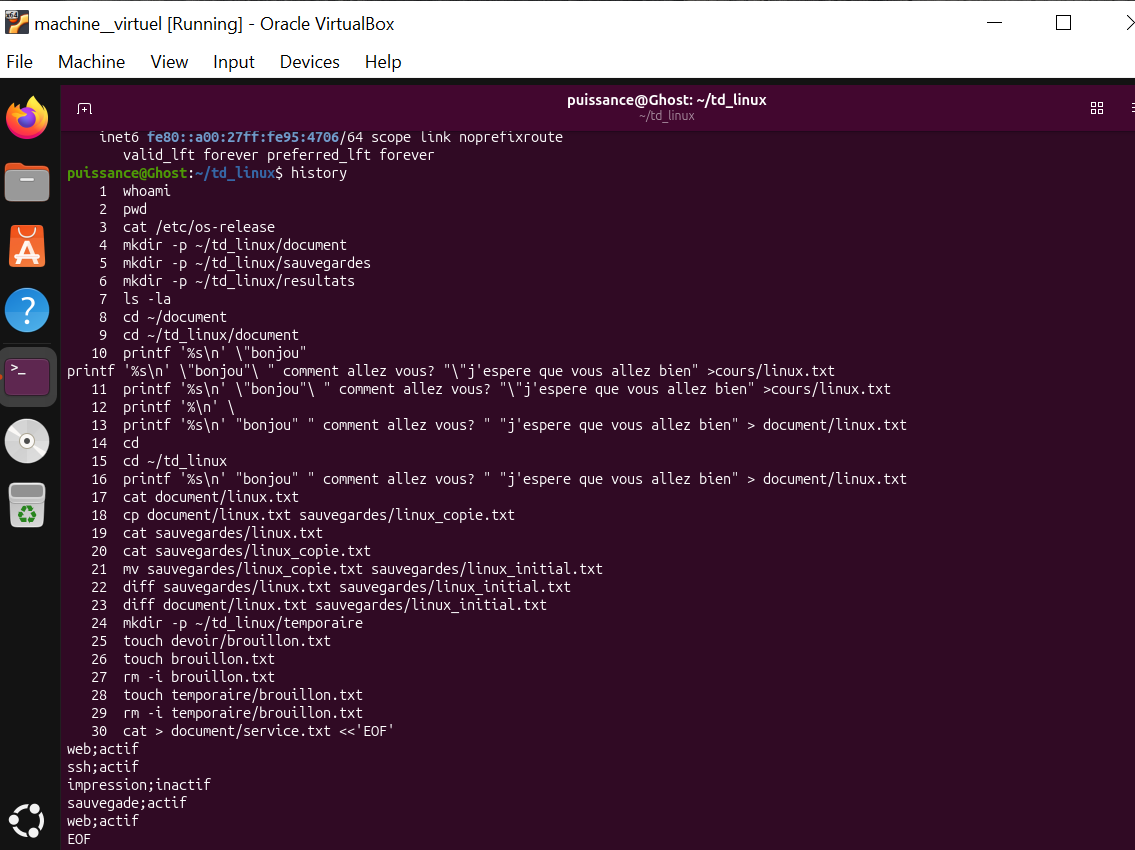 machine__virtuel [Running] - Oracle VirtualBox
File Machine View Input Devices Help
puissance@Ghost: ~/td_linux
~/td_linux
inet6 fe80::a00:27ff:fe95:4706/64 scope link noprefixroute
valid_lft forever preferred_lft forever
puissance@Ghost:~/td_linux$ history
1 whoami
2 pwd
3 cat /etc/os-release
4 mkdir -p ~/td_linux/document
5 mkdir -p ~/td_linux/sauvegardes
6 mkdir -p ~/td_linux/resultats
7 ls -la
8 cd ~/document
9 cd ~/td_linux/document
10 printf '%s\n' \"bonjou"
printf '%s\n' \"bonjou"\ " comment allez vous? "\"j'espere que vous allez bien" >cours/linux.txt
11 printf '%s\n' \"bonjou"\ " comment allez vous? "\"j'espere que vous allez bien" >cours/linux.txt
12 printf '%\n' \
13 printf '%s\n' "bonjou" " comment allez vous? " "j'espere que vous allez bien" > document/linux.txt
14 cd
15 cd ~/td_linux
16 printf '%s\n' "bonjou" " comment allez vous? " "j'espere que vous allez bien" > document/linux.txt
17 cat document/linux.txt
18 cp document/linux.txt sauvegardes/linux_copie.txt
19 cat sauvegardes/linux.txt
20 cat sauvegardes/linux_copie.txt
21 mv sauvegardes/linux_copie.txt sauvegardes/linux_initial.txt
22 diff sauvegardes/linux.txt sauvegardes/linux_initial.txt
23 diff document/linux.txt sauvegardes/linux_initial.txt
24 mkdir -p ~/td_linux/temporaire
25 touch devoir/brouillon.txt
26 touch brouillon.txt
27 rm -i brouillon.txt
28 touch temporaire/brouillon.txt
29 rm -i temporaire/brouillon.txt
30 cat > document/service.txt <<'EOF'
web;actif
ssh;actif
impression;inactif
sauvegade;actif
web;actif
EOF